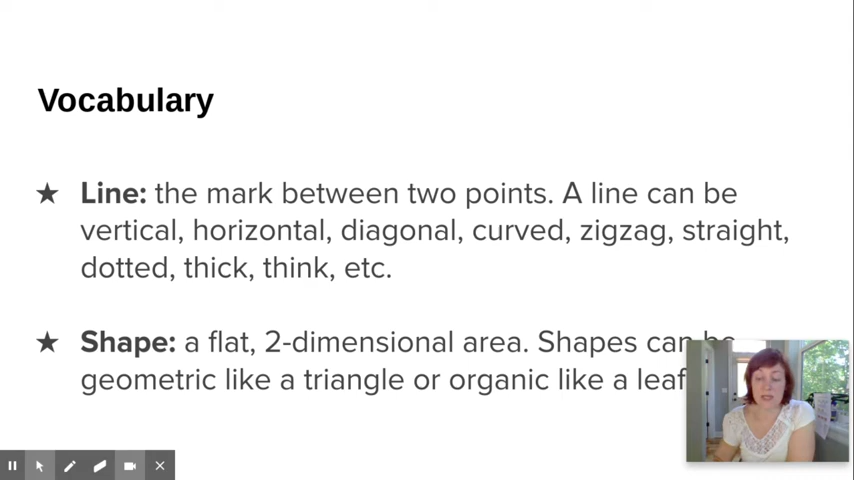 Vocabulary
★ Line: the mark between two points. A line can be
vertical, horizontal, diagonal, curved, zigzag, straight,
dotted, thick, think, etc.
★ Shape: a flat, 2-dimensional area. Shapes can be
geometric like a triangle or organic like a leaf